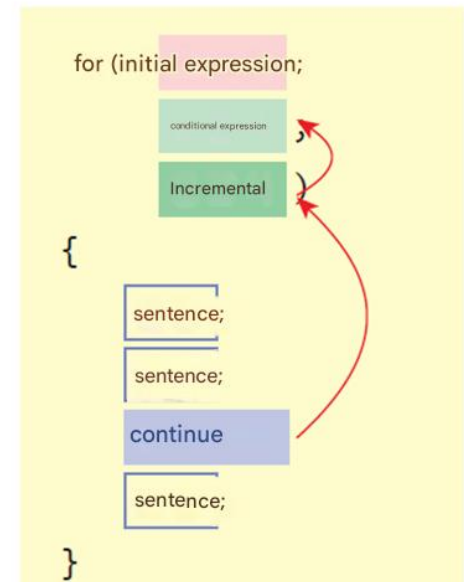 for (initial expression;
conditional expression ;
Incremental )
{
sentence;
sentence;
continue
sentence;
}